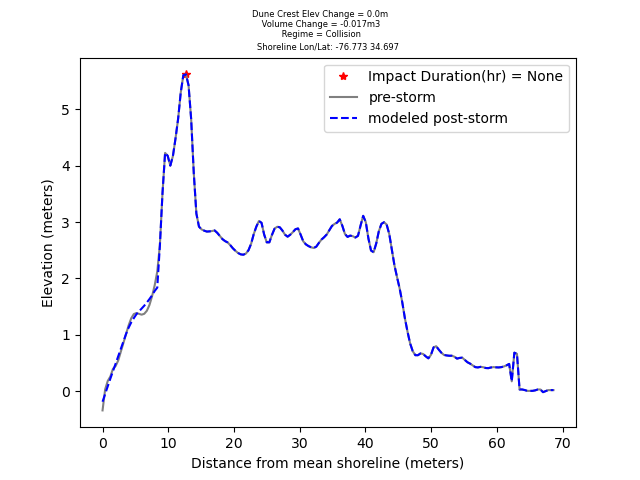 Dune Crest Elev Change = 0.0m
Volume Change = -0.017m3
Regime = Collision
Shoreline Lon/Lat: -76.773 34.697
Impact Duration(hr) = None
pre-storm
modeled post-storm
Elevation (meters)
5
4
3
2
1
0
0 10 20 30 40 50 60 70
Distance from mean shoreline (meters)